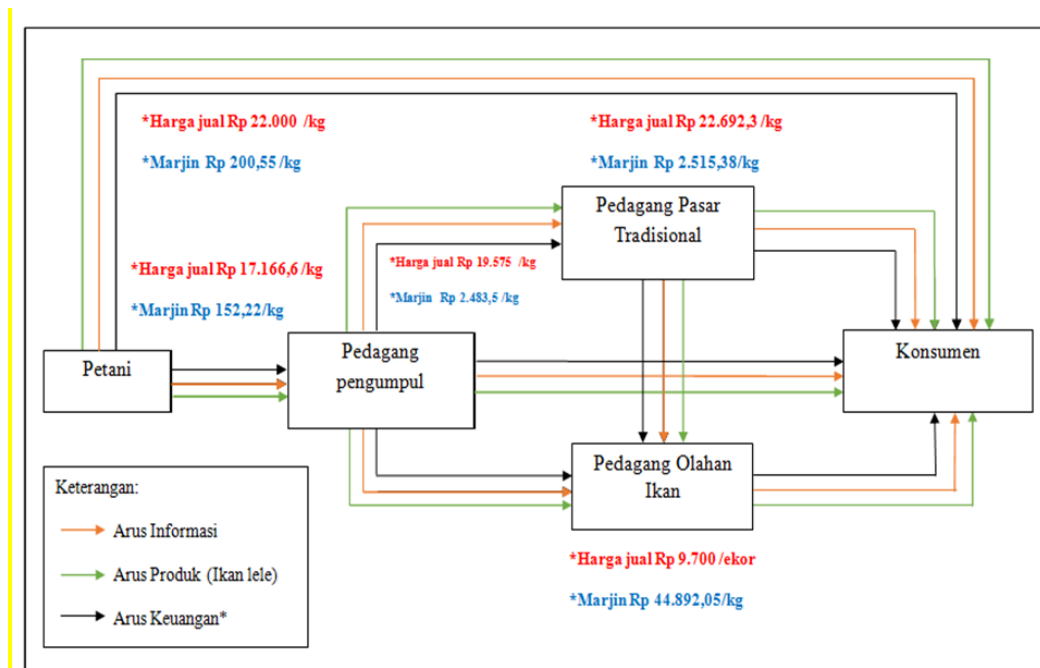 *Harga jual Rp 22.000 /kg
*Marjin Rp 200,55/kg
*Harga jual Rp 22.692,3/kg
*Marjin Rp 2.515,38/kg
Pedagang Pasar
Tradisional
*Harga jual Rp 17.166,6/kg
*Marjin Rp 152,22/kg
*Harga jual Rp 19.575 /kg
*Marjin Rp 2.483,5 /kg
Petani
Pedagang
pengumpul
Konsumen
Pedagang Olahan
Ikan
*Harga jual Rp 9.700 /ekor
*Marjin Rp 44.892,05/kg
Keterangan:
Arus Informasi
Arus Produk (Ikan lele)
Arus Keuangan*